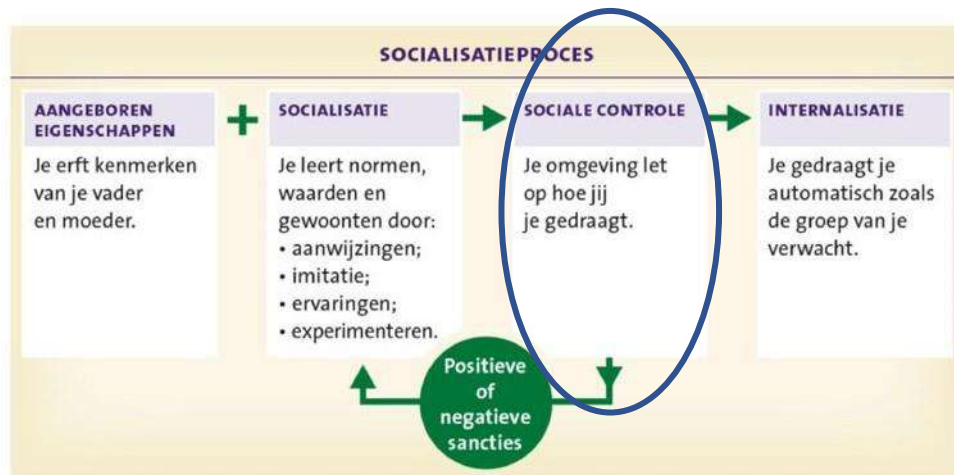 SOCIALISATIEPROCES
AANGEBOREN
EIGENSCHAPPEN
Je erft kenmerken
van je vader
en moeder.
+
SOCIALISATIE
Je leert normen,
waarden en
gewoonten door:
• aanwijzingen;
• imitatie;
• ervaringen;
• experimenteren.
SOCIALE CONTROLE
Je omgeving let
op hoe jij
je gedraagt.
INTERNALISATIE
Je gedraagt je
automatisch zoals
de groep van je
verwacht.
Positieve
of
negatieve
sancties